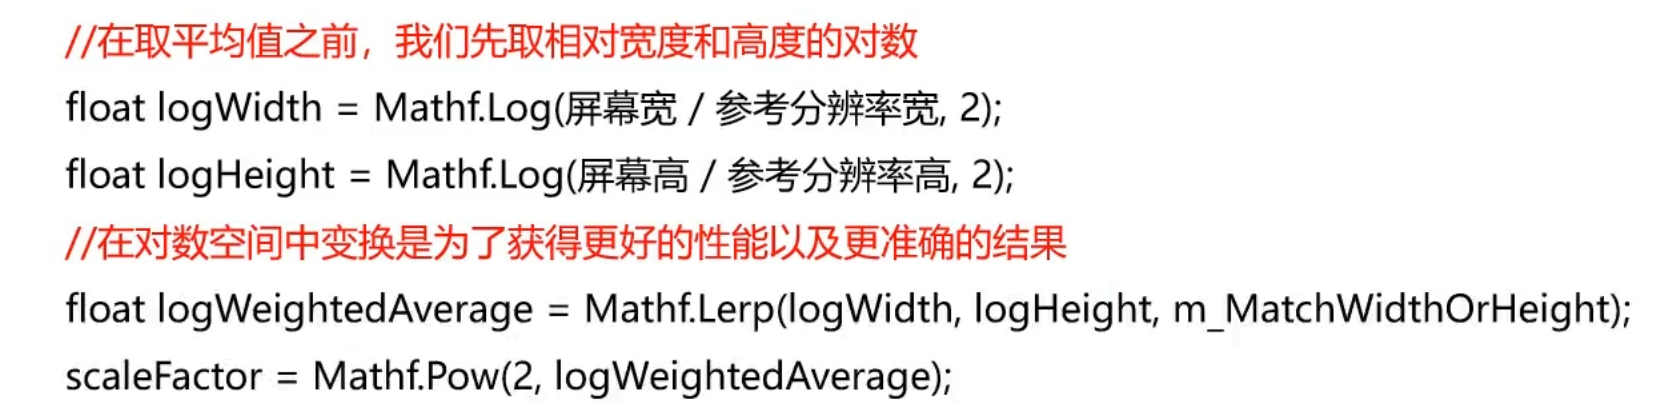 //在取平均值之前，我们先取相对宽度和高度的对数
float logWidth = Mathf.Log(屏幕宽 / 参考分辨率宽, 2);
float logHeight = Mathf.Log(屏幕高 / 参考分辨率高, 2);
//在对数空间中变换是为了获得更好的性能以及更准确的结果
float logWeightedAverage = Mathf.Lerp(logWidth, logHeight, m_MatchWidthOrHeight);
scaleFactor = Mathf.Pow(2, logWeightedAverage);